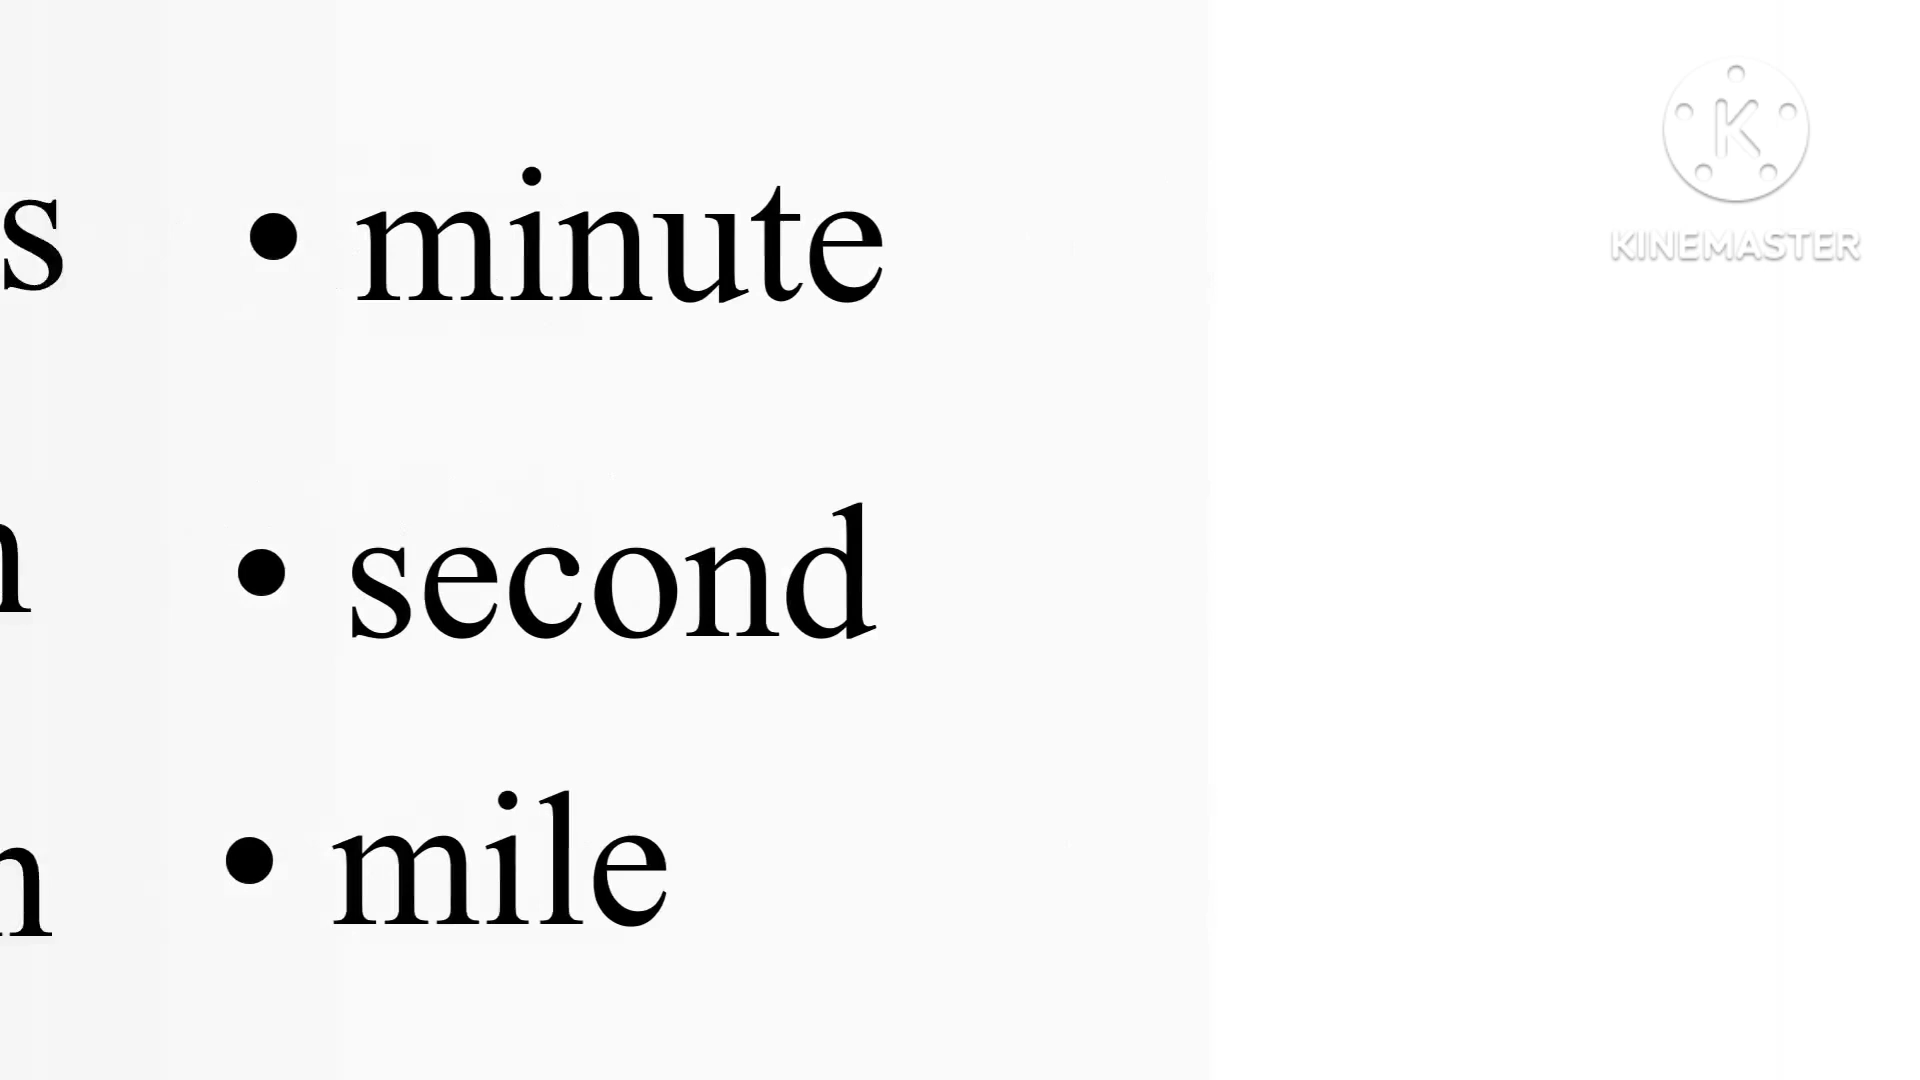 s • minute
• second
• mile
K
KINEMASTER